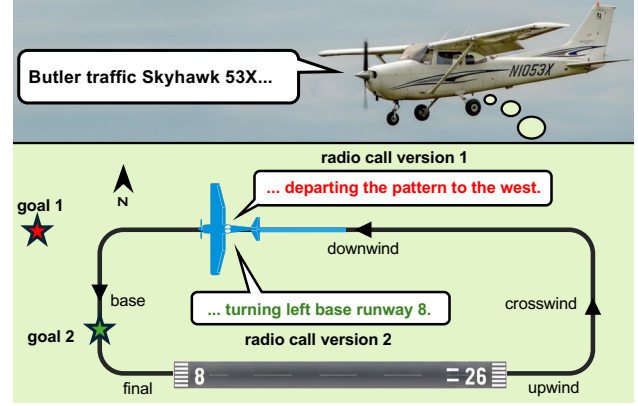 Butler traffic Skyhawk 53X...
N1053X
radio call version 1
... departing the pattern to the west.
N
goal 1
downwind
base
... turning left base runway 8.
crosswind
goal 2
radio call version 2
8
26
final
upwind